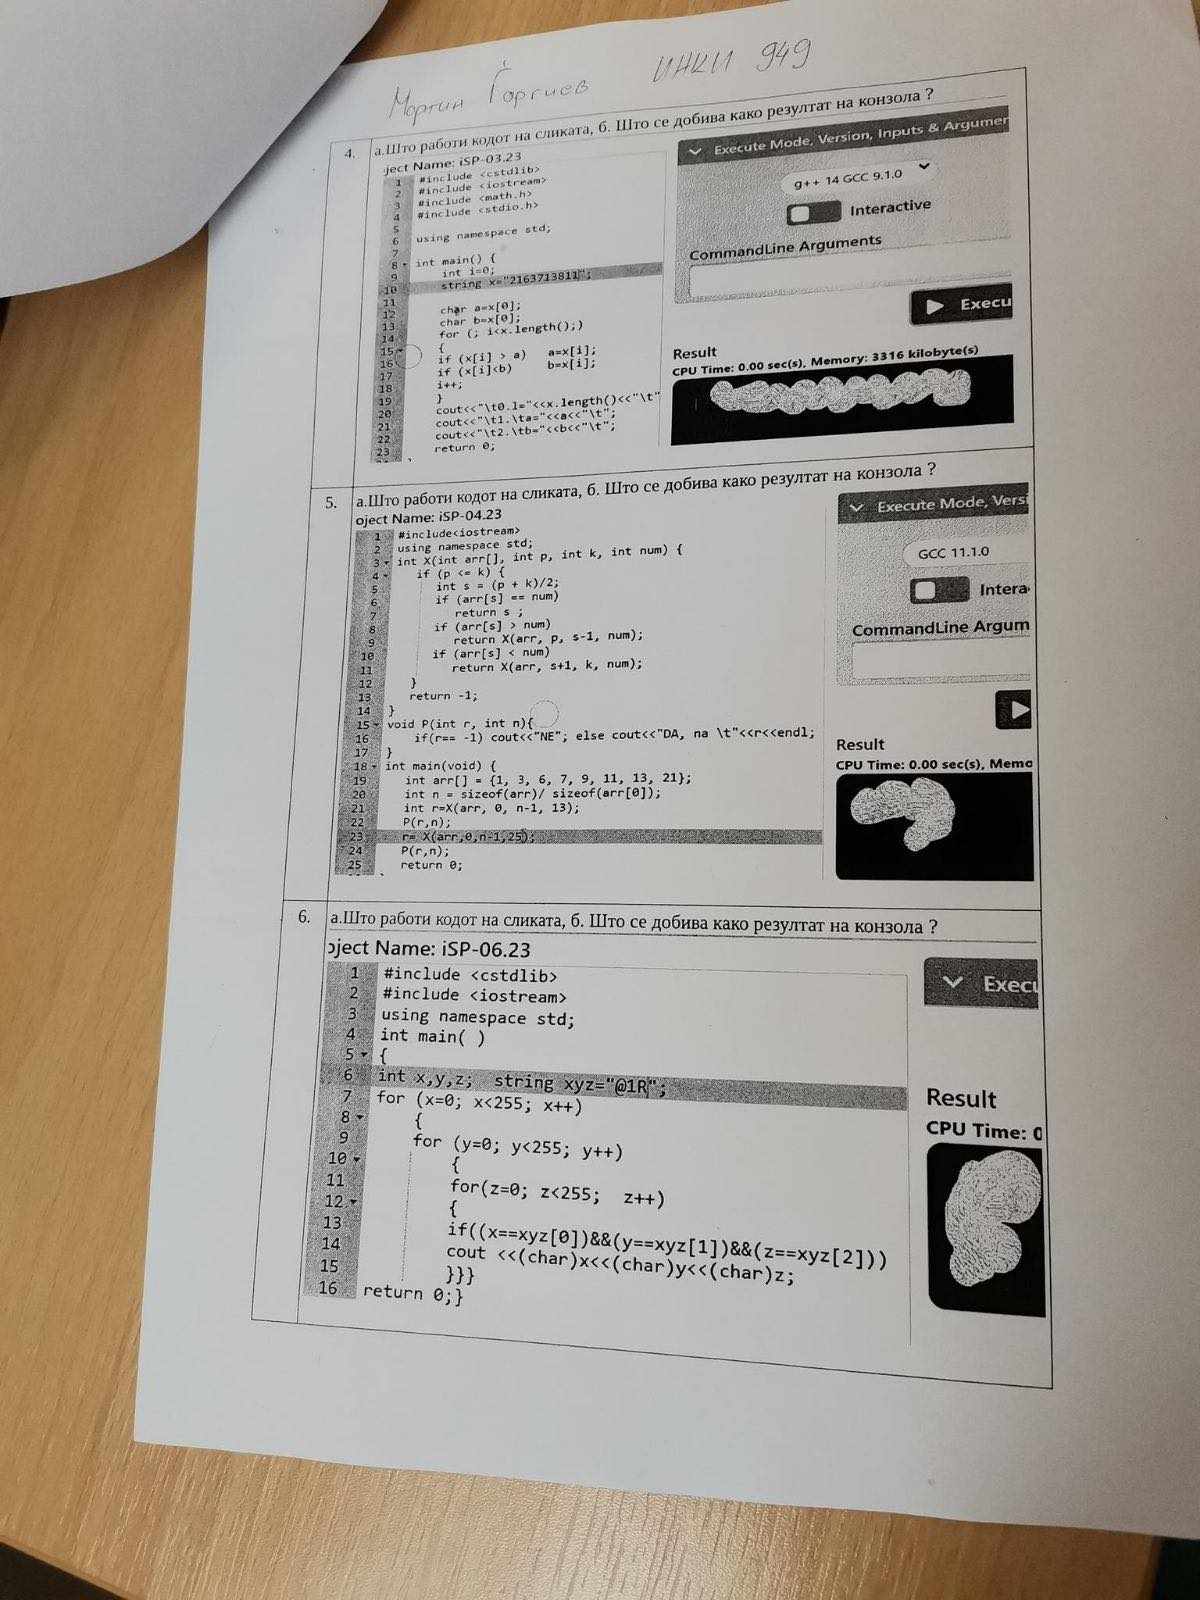 Мартин Ѓоргиев ИНКИ 949
4. а.Што работи кодот на сликата, б. Што се добива како резултат на конзола ?
ject Name: iSP-03.23
1 #include <cstdlib>
2 #include <iostream>
3 #include <math.h>
4 #include <stdio.h>
5
6 using namespace std;
7
8 int main() {
9 int i=0;
10 string x="2163713811";
11
12 char a=x[0];
13 char b=x[0];
14 for (; i<x.length();)
15 {
16 if (x[i] > a) a=x[i];
17 if (x[i]<b) b=x[i];
18 i++;
19 }
20 cout<<"\t0.l="<<x.length()<<"\t"
21 cout<<"\t1.\ta="<<a<<"\t";
22 cout<<"\t2.\tb="<<b<<"\t";
23 return 0;
Execute Mode, Version, Inputs & Argumen
g++ 14 GCC 9.1.0
Interactive
CommandLine Arguments
Execu
Result
CPU Time: 0.00 sec(s), Memory: 3316 kilobyte(s)
5. а.Што работи кодот на сликата, б. Што се добива како резултат на конзола ?
oject Name: iSP-04.23
1 #include<iostream>
2 using namespace std;
3 int X(int arr[], int p, int k, int num) {
4 if (p <= k) {
5 int s = (p + k)/2;
6 if (arr[s] == num)
7 return s ;
8 if (arr[s] > num)
9 return X(arr, p, s-1, num);
10 if (arr[s] < num)
11 return X(arr, s+1, k, num);
12 }
13 return -1;
14 }
15 void P(int r, int n){
16 if(r== -1) cout<<"NE"; else cout<<"DA, na \t"<<r<<endl;
17 }
18 int main(void) {
19 int arr[] = {1, 3, 6, 7, 9, 11, 13, 21};
20 int n = sizeof(arr)/ sizeof(arr[0]);
21 int r=X(arr, 0, n-1, 13);
22 P(r,n);
23 r= X(arr,0,n-1,25);
24 P(r,n);
25 return 0;
Execute Mode, Versi
GCC 11.1.0
Intera
CommandLine Argum
Result
CPU Time: 0.00 sec(s), Memo
6. а.Што работи кодот на сликата, б. Што се добива како резултат на конзола ?
oject Name: iSP-06.23
1 #include <cstdlib>
2 #include <iostream>
3 using namespace std;
4 int main( )
5 {
6 int x,y,z; string xyz="@1R";
7 for (x=0; x<255; x++)
8 {
9 for (y=0; y<255; y++)
10 {
11 for(z=0; z<255; z++)
12 {
13 if((x==xyz[0])&&(y==xyz[1])&&(z==xyz[2]))
14 cout <<(char)x<<(char)y<<(char)z;
15 }}}
16 return 0;}
Execu
Result
CPU Time: 0